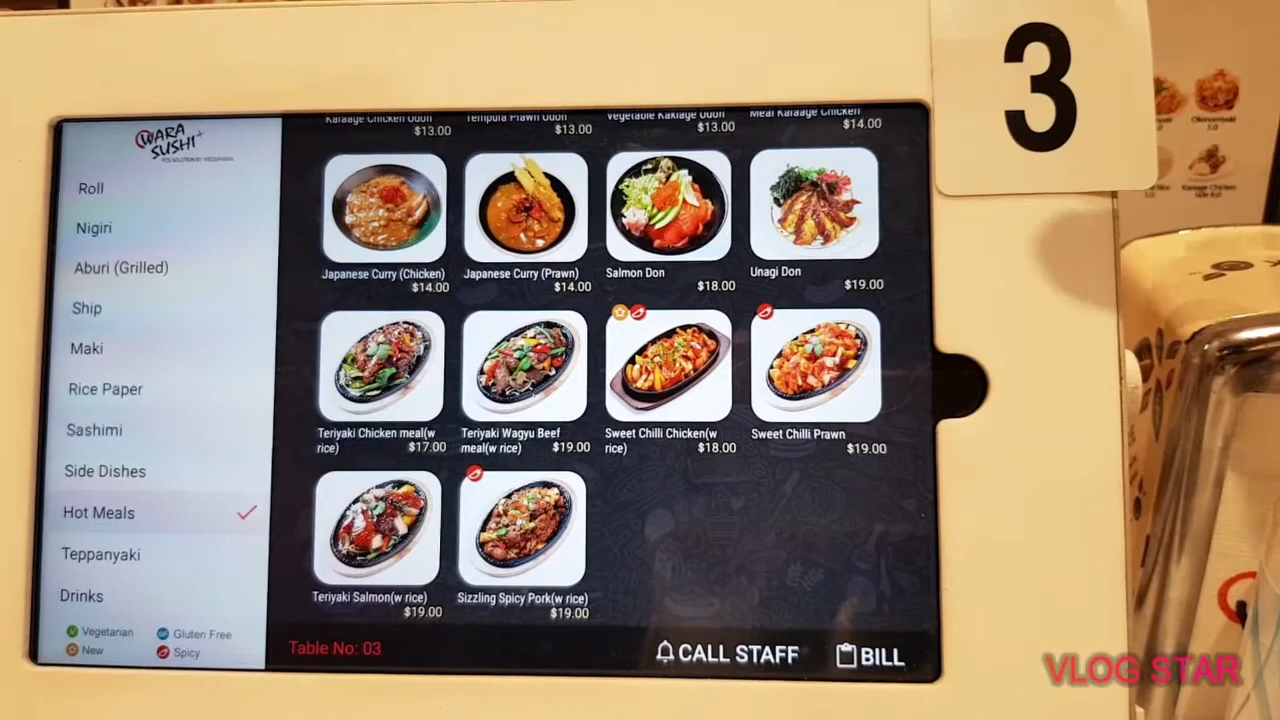 3
WARA
SUSHI+
Roll
Nigiri
Aburi (Grilled)
Ship
Maki
Rice Paper
Sashimi
Side Dishes
Hot Meals
Teppanyaki
Drinks
Vegetarian
Gluten Free
New
Spicy
Karaage Chicken Udon
$13.00
Tempura Prawn Udon
$13.00
Vegetable Kakiage Udon
$13.00
Meal Karaage Chicken
$14.00
Japanese Curry (Chicken)
$14.00
Japanese Curry (Prawn)
$14.00
Salmon Don
$18.00
Unagi Don
$19.00
Teriyaki Chicken meal(w
rice) $17.00
Teriyaki Wagyu Beef
meal(w rice) $19.00
Sweet Chilli Chicken(w
rice) $18.00
Sweet Chilli Prawn
$19.00
Teriyaki Salmon(w rice)
$19.00
Sizzling Spicy Pork(w rice)
$19.00
Table No: 03
CALL STAFF
BILL
VLOG STAR